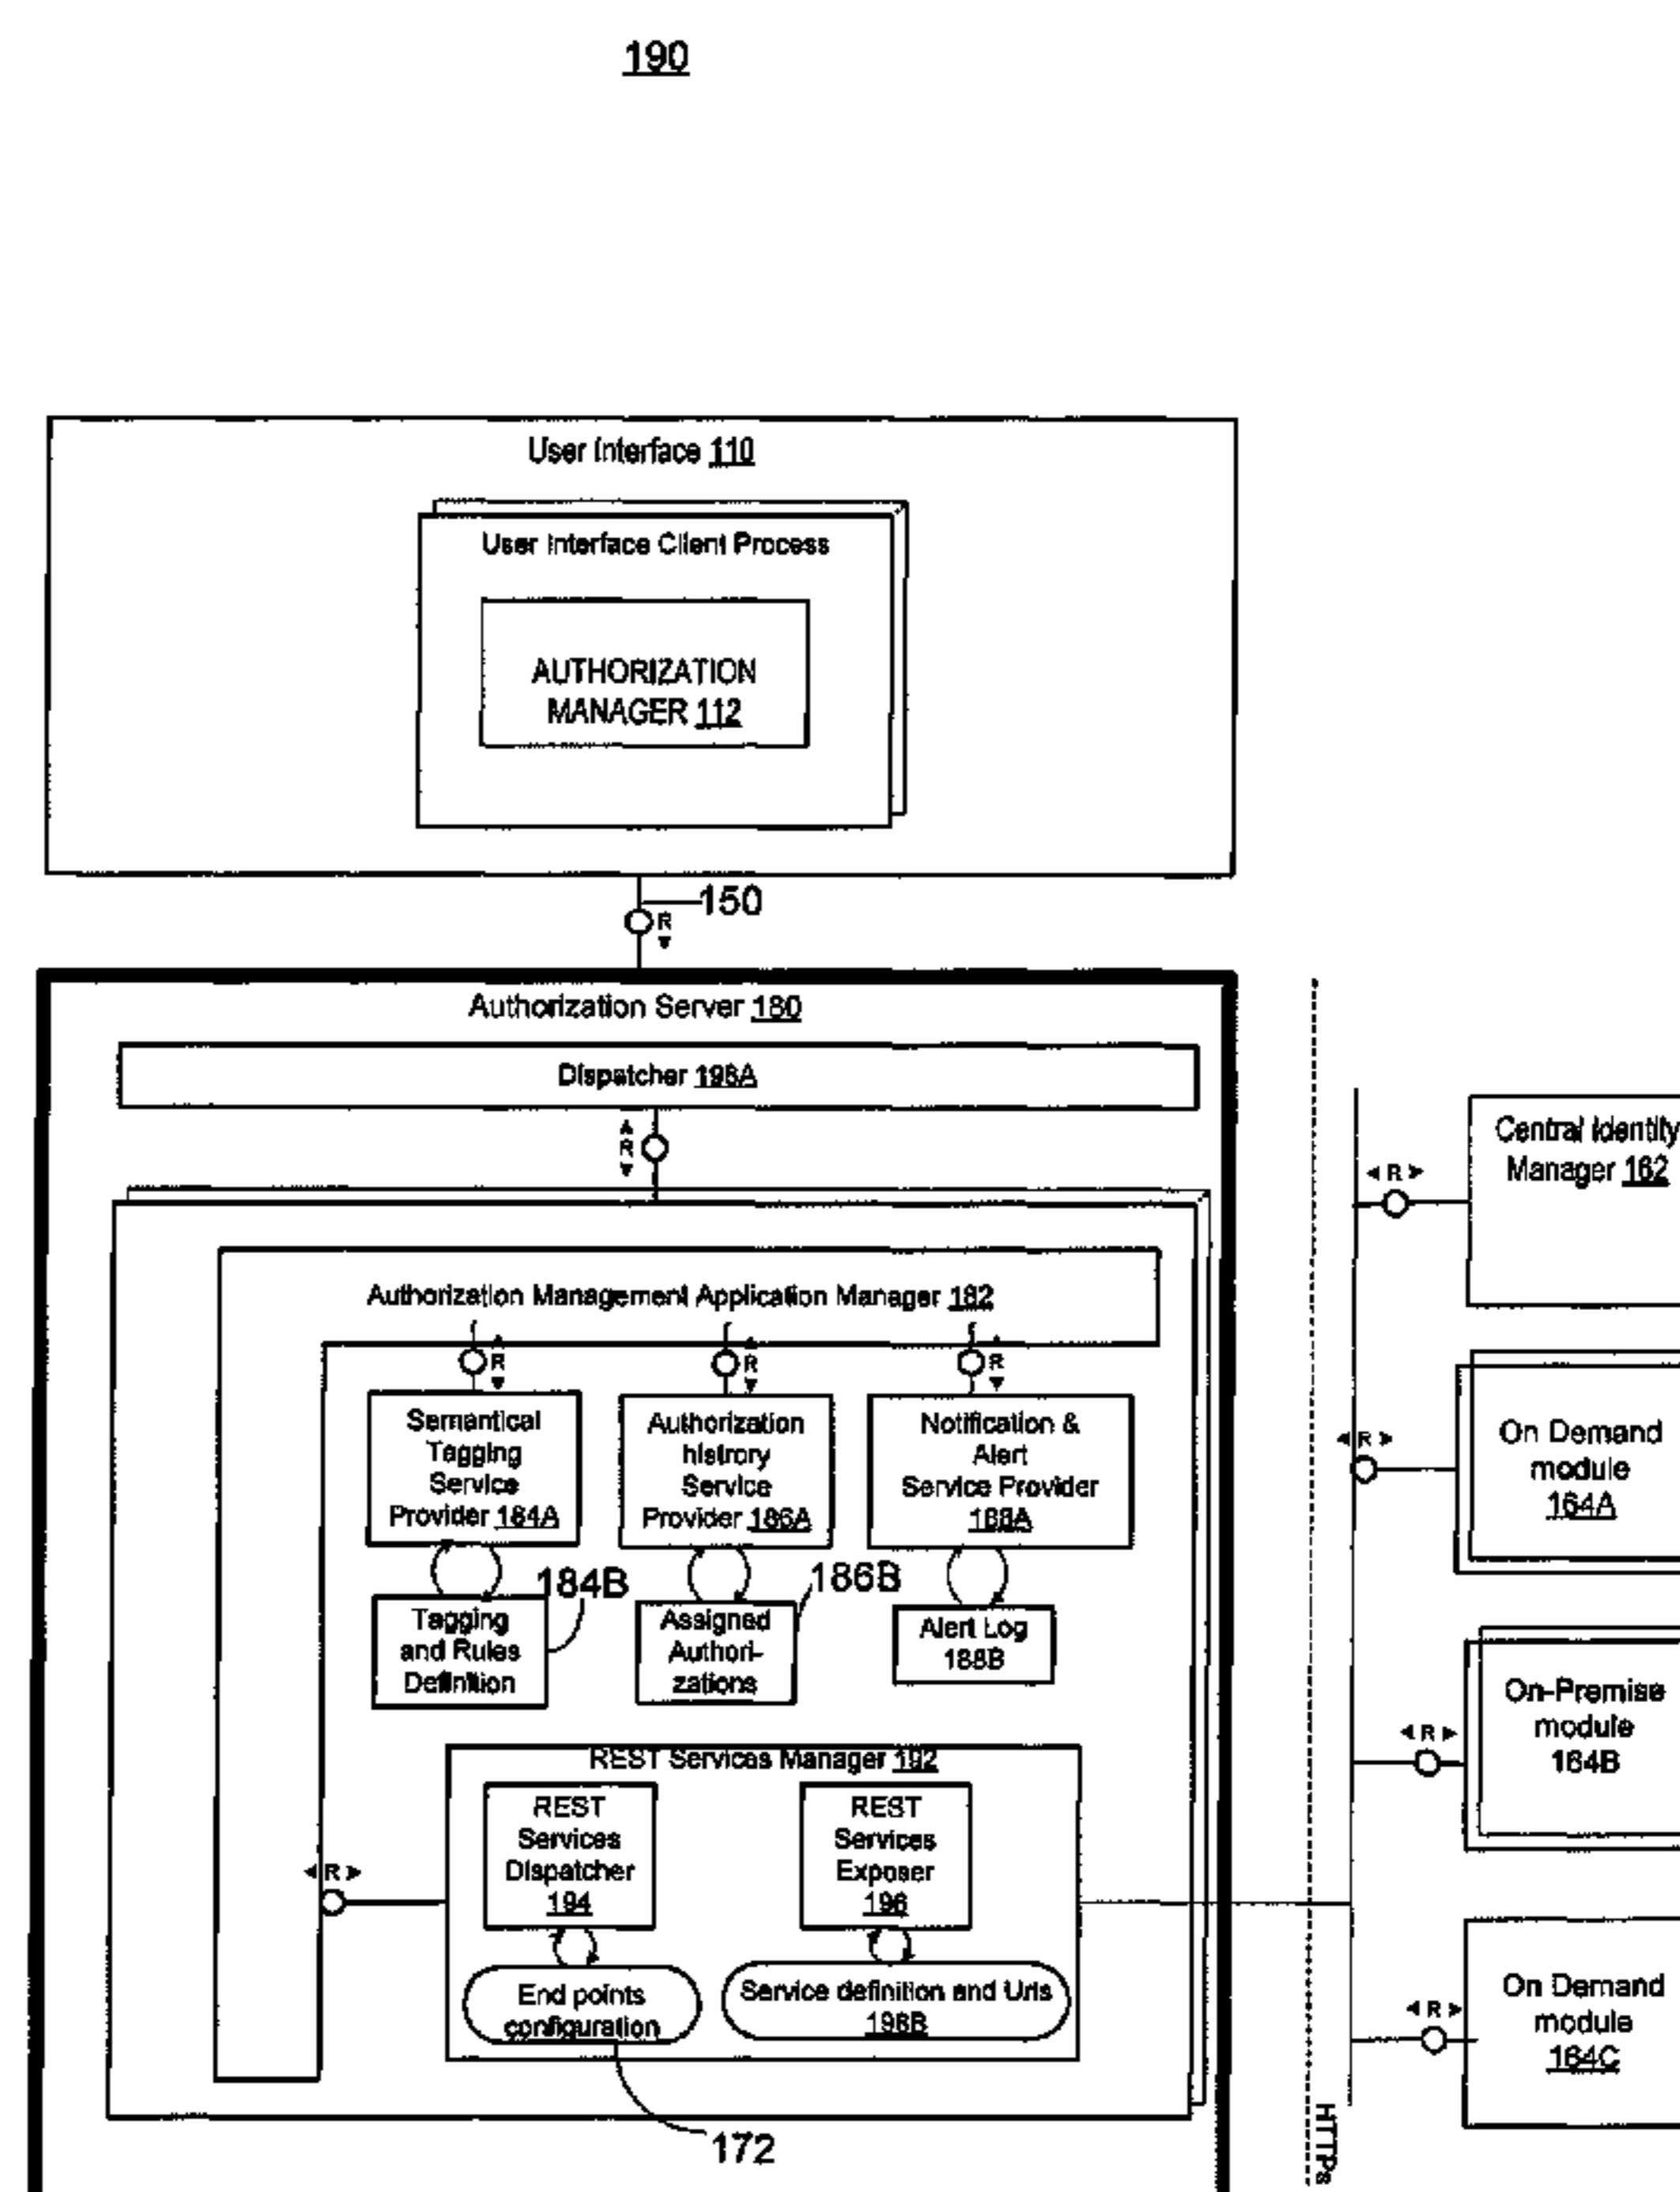 190
User Interface 110
User Interface Client Process
AUTHORIZATION
MANAGER 112
150
R
Authorization Server 180
Dispatcher 198A
R
Authorization Management Application Manager 182
R
R
R
Semantical
Tagging
Service
Provider 184A
Authorization
histrory
Service
Provider 186A
Notification &
Alert
Service Provider
188A
184B
186B
Tagging
and Rules
Definition
Assigned
Authori-
zations
Alert Log
188B
REST Services Manager 192
REST
Services
Dispatcher
194
REST
Services
Exposer
196
R
End points
configuration
Service definition and Urls
198B
172
Central Identity
Manager 162
R
On Demand
module
164A
R
On-Premise
module
164B
R
On Demand
module
164C
R
HTTPs